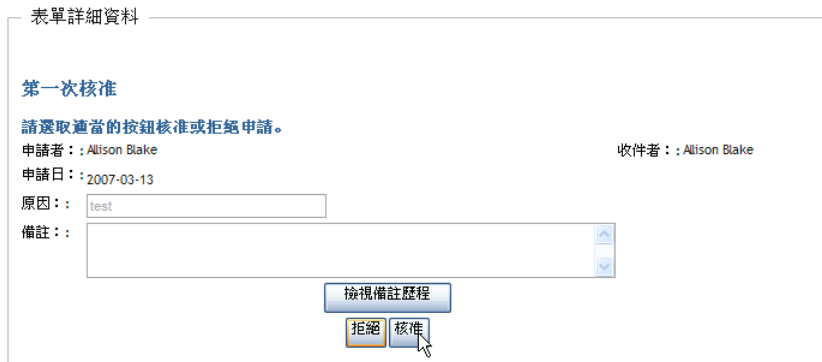 表單詳細資料
第一次核准
請選取適當的按鈕核准或拒絕申請。
申請者：: Allison Blake 收件者：: Allison Blake
申請日：: 2007-03-13
原因：: test
備註：:
檢視備註歷程
拒絕 核准